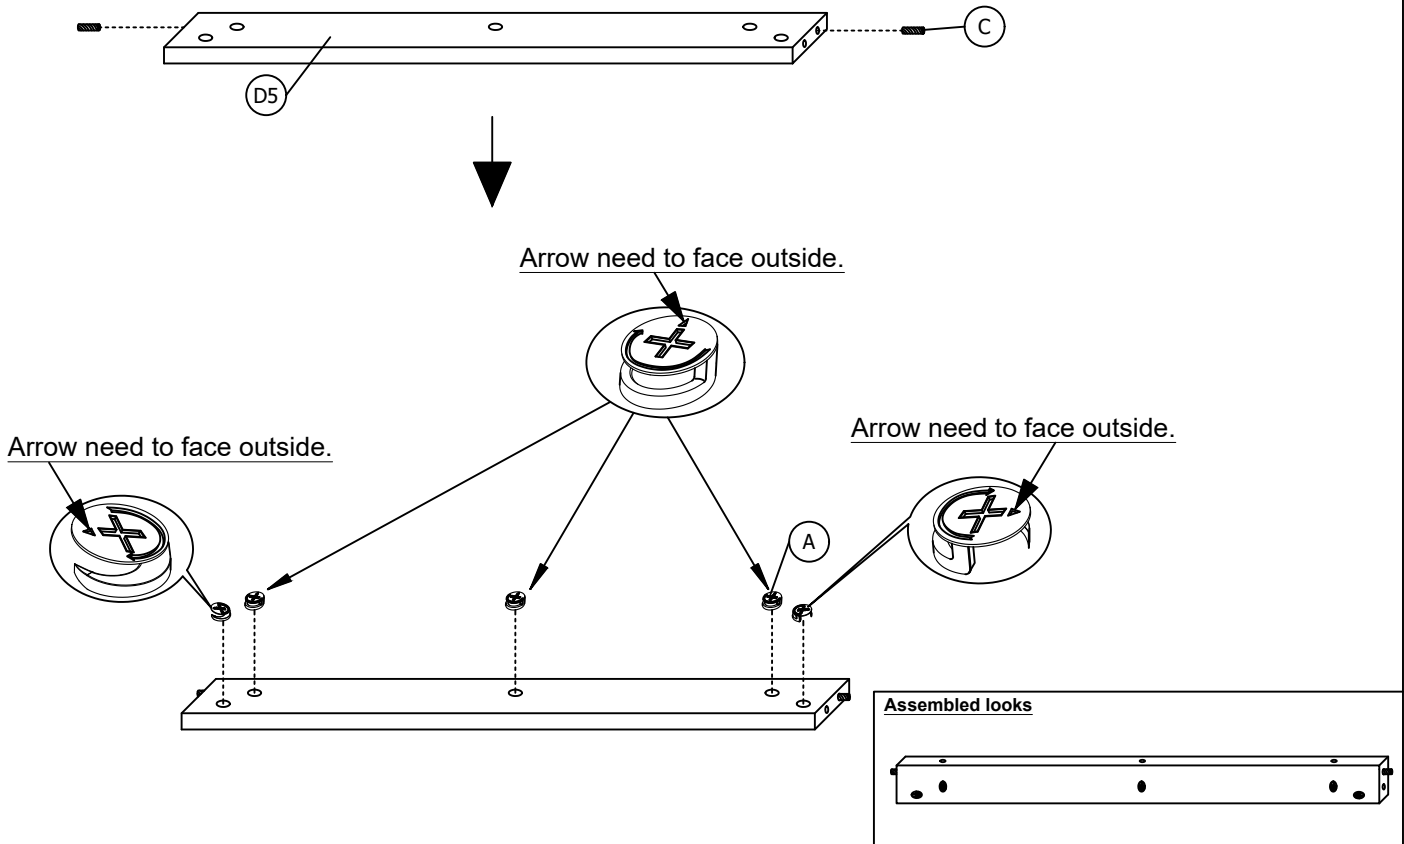 C
D5
Arrow need to face outside.
Arrow need to face outside.
Arrow need to face outside.
A
Assembled looks